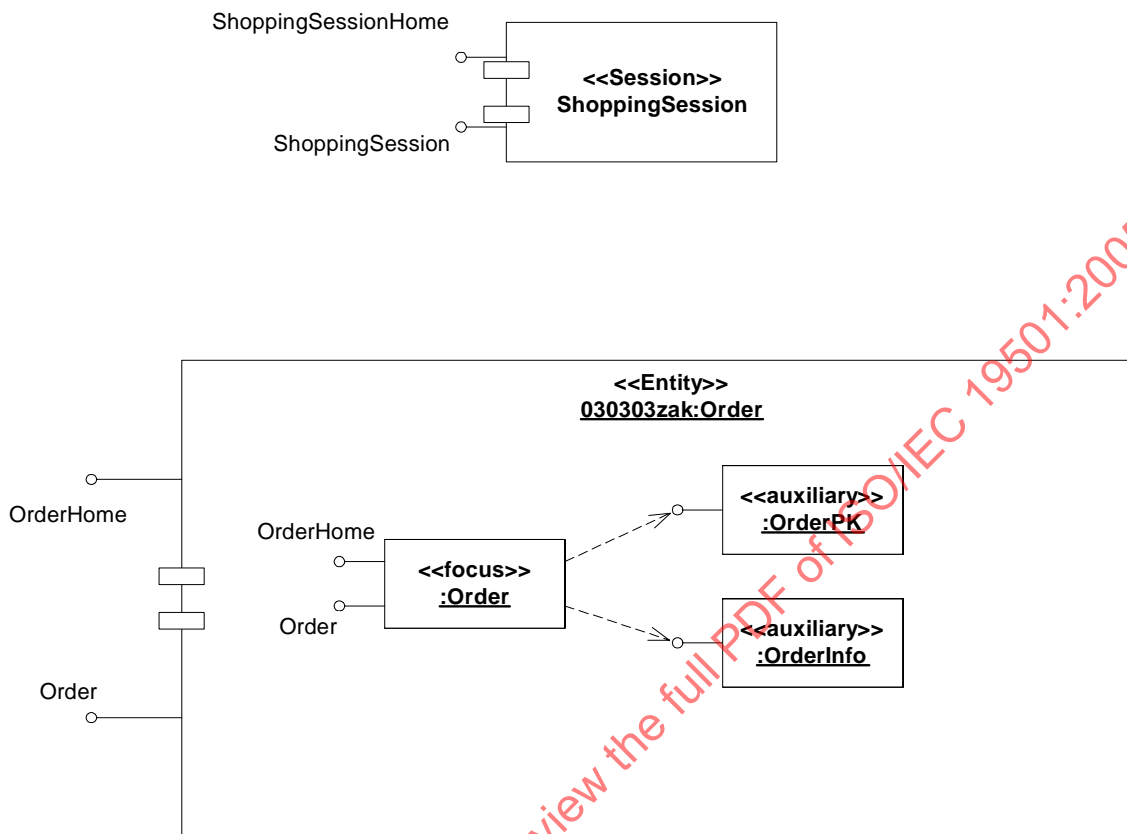 ShoppingSessionHome
<<Session>>
ShoppingSession
ShoppingSession
<<Entity>>
030303zak:Order
OrderHome
OrderHome
<<focus>>
:Order
Order
<<auxiliary>>
:OrderPK
<<auxiliary>>
:OrderInfo
Order
view the full PDF of ISO/IEC 19501:200